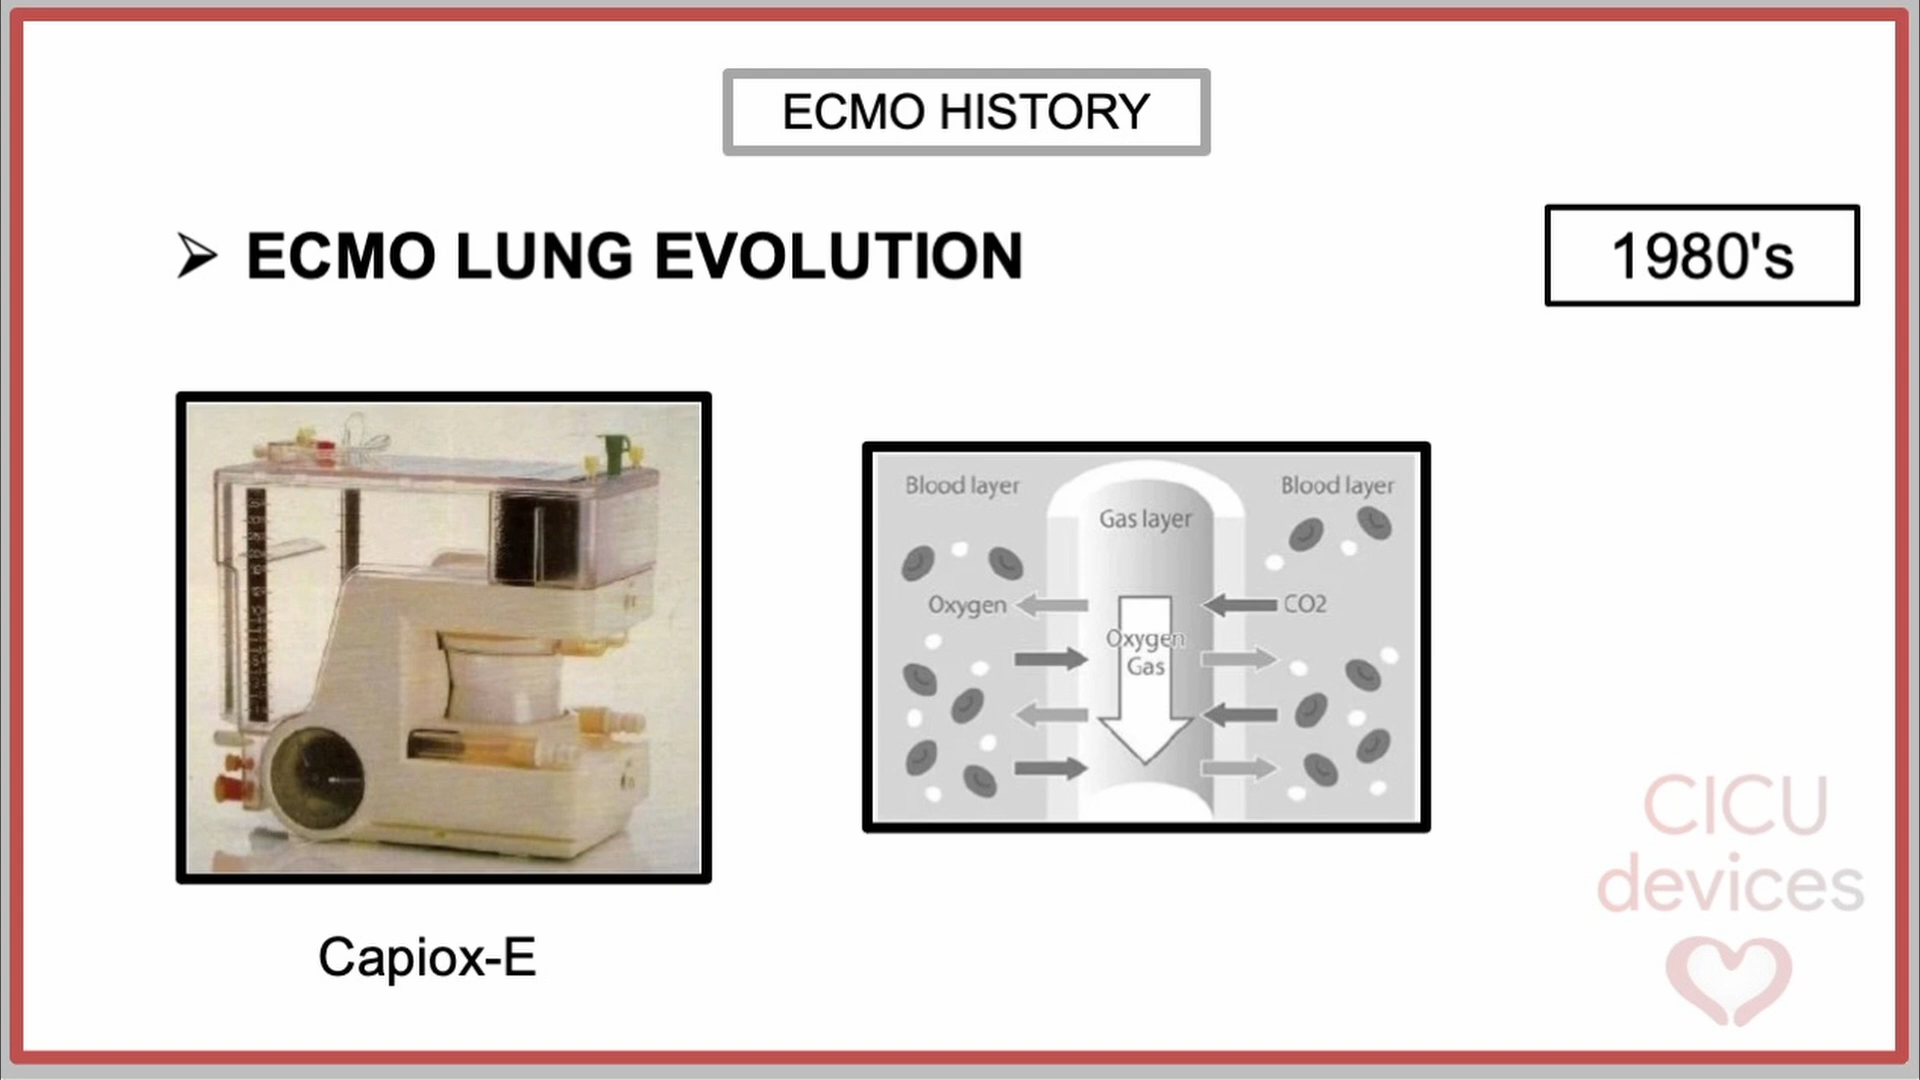 ECMO HISTORY
ECMO LUNG EVOLUTION
1980's
Blood layer
Blood layer
Gas layer
Oxygen
CO2
Oxygen
Gas
Capiox-E
CICU
devices